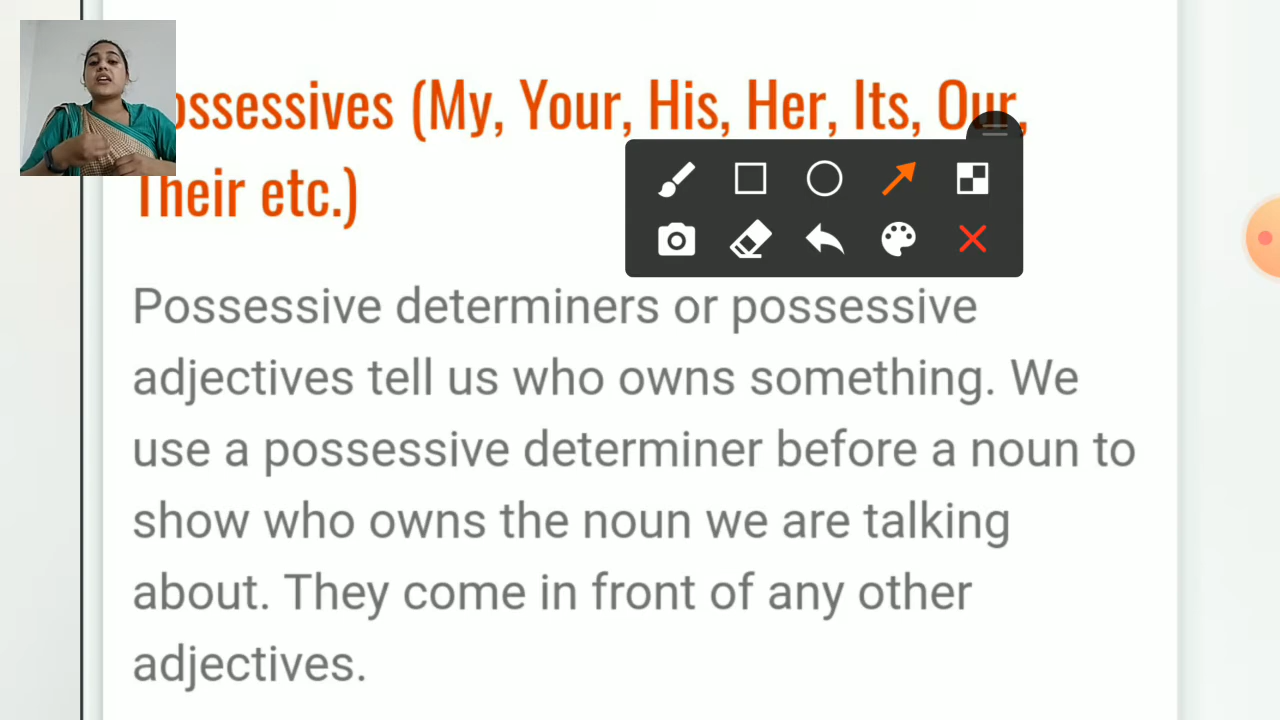 ossessives (My, Your, His, Her, Its, Our,
Their etc.)
Possessive determiners or possessive
adjectives tell us who owns something. We
use a possessive determiner before a noun to
show who owns the noun we are talking
about. They come in front of any other
adjectives.